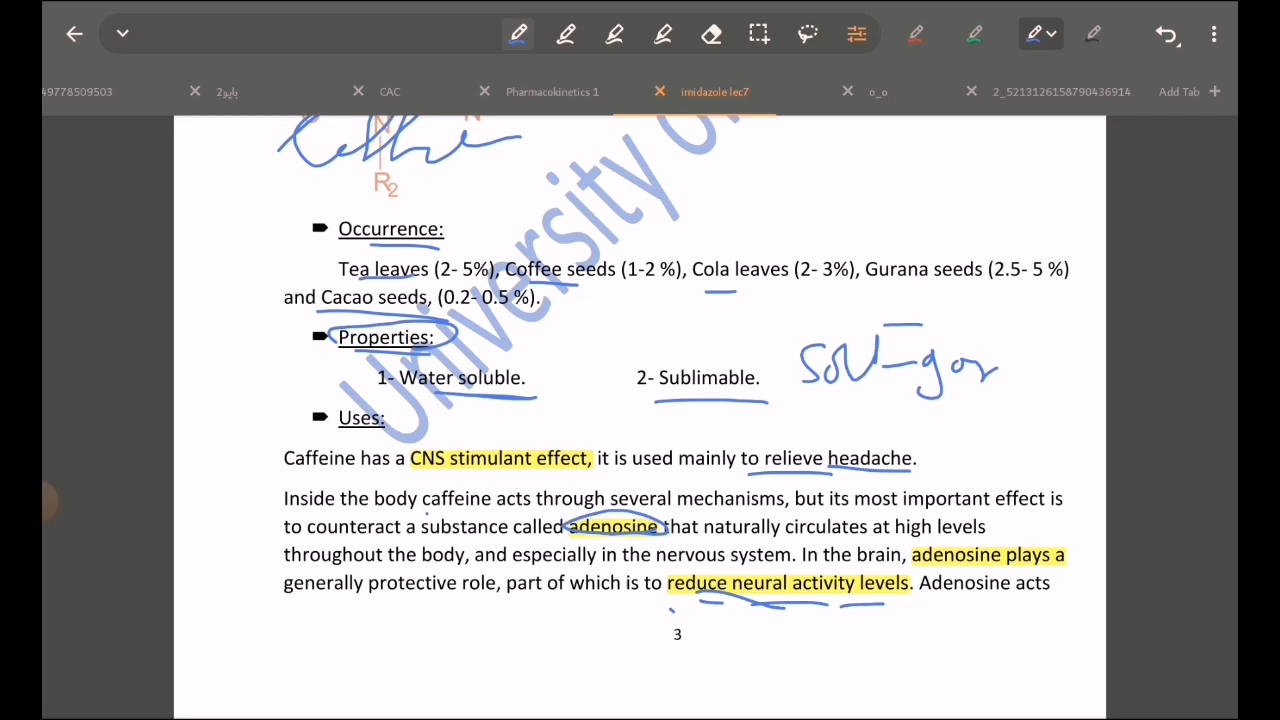 49778509503 بايو2 CAC Pharmacokinetics 1 imidazole lec7 o_o 2_5213126158790436914 Add Tab
N N
R2
University
Occurrence:
Tea leaves (2- 5%), Coffee seeds (1-2 %), Cola leaves (2- 3%), Gurana seeds (2.5- 5 %)
and Cacao seeds, (0.2- 0.5 %).
Properties:
1- Water soluble. 2- Sublimable.
Uses:
Caffeine has a CNS stimulant effect, it is used mainly to relieve headache.
Inside the body caffeine acts through several mechanisms, but its most important effect is
to counteract a substance called adenosine that naturally circulates at high levels
throughout the body, and especially in the nervous system. In the brain, adenosine plays a
generally protective role, part of which is to reduce neural activity levels. Adenosine acts
3